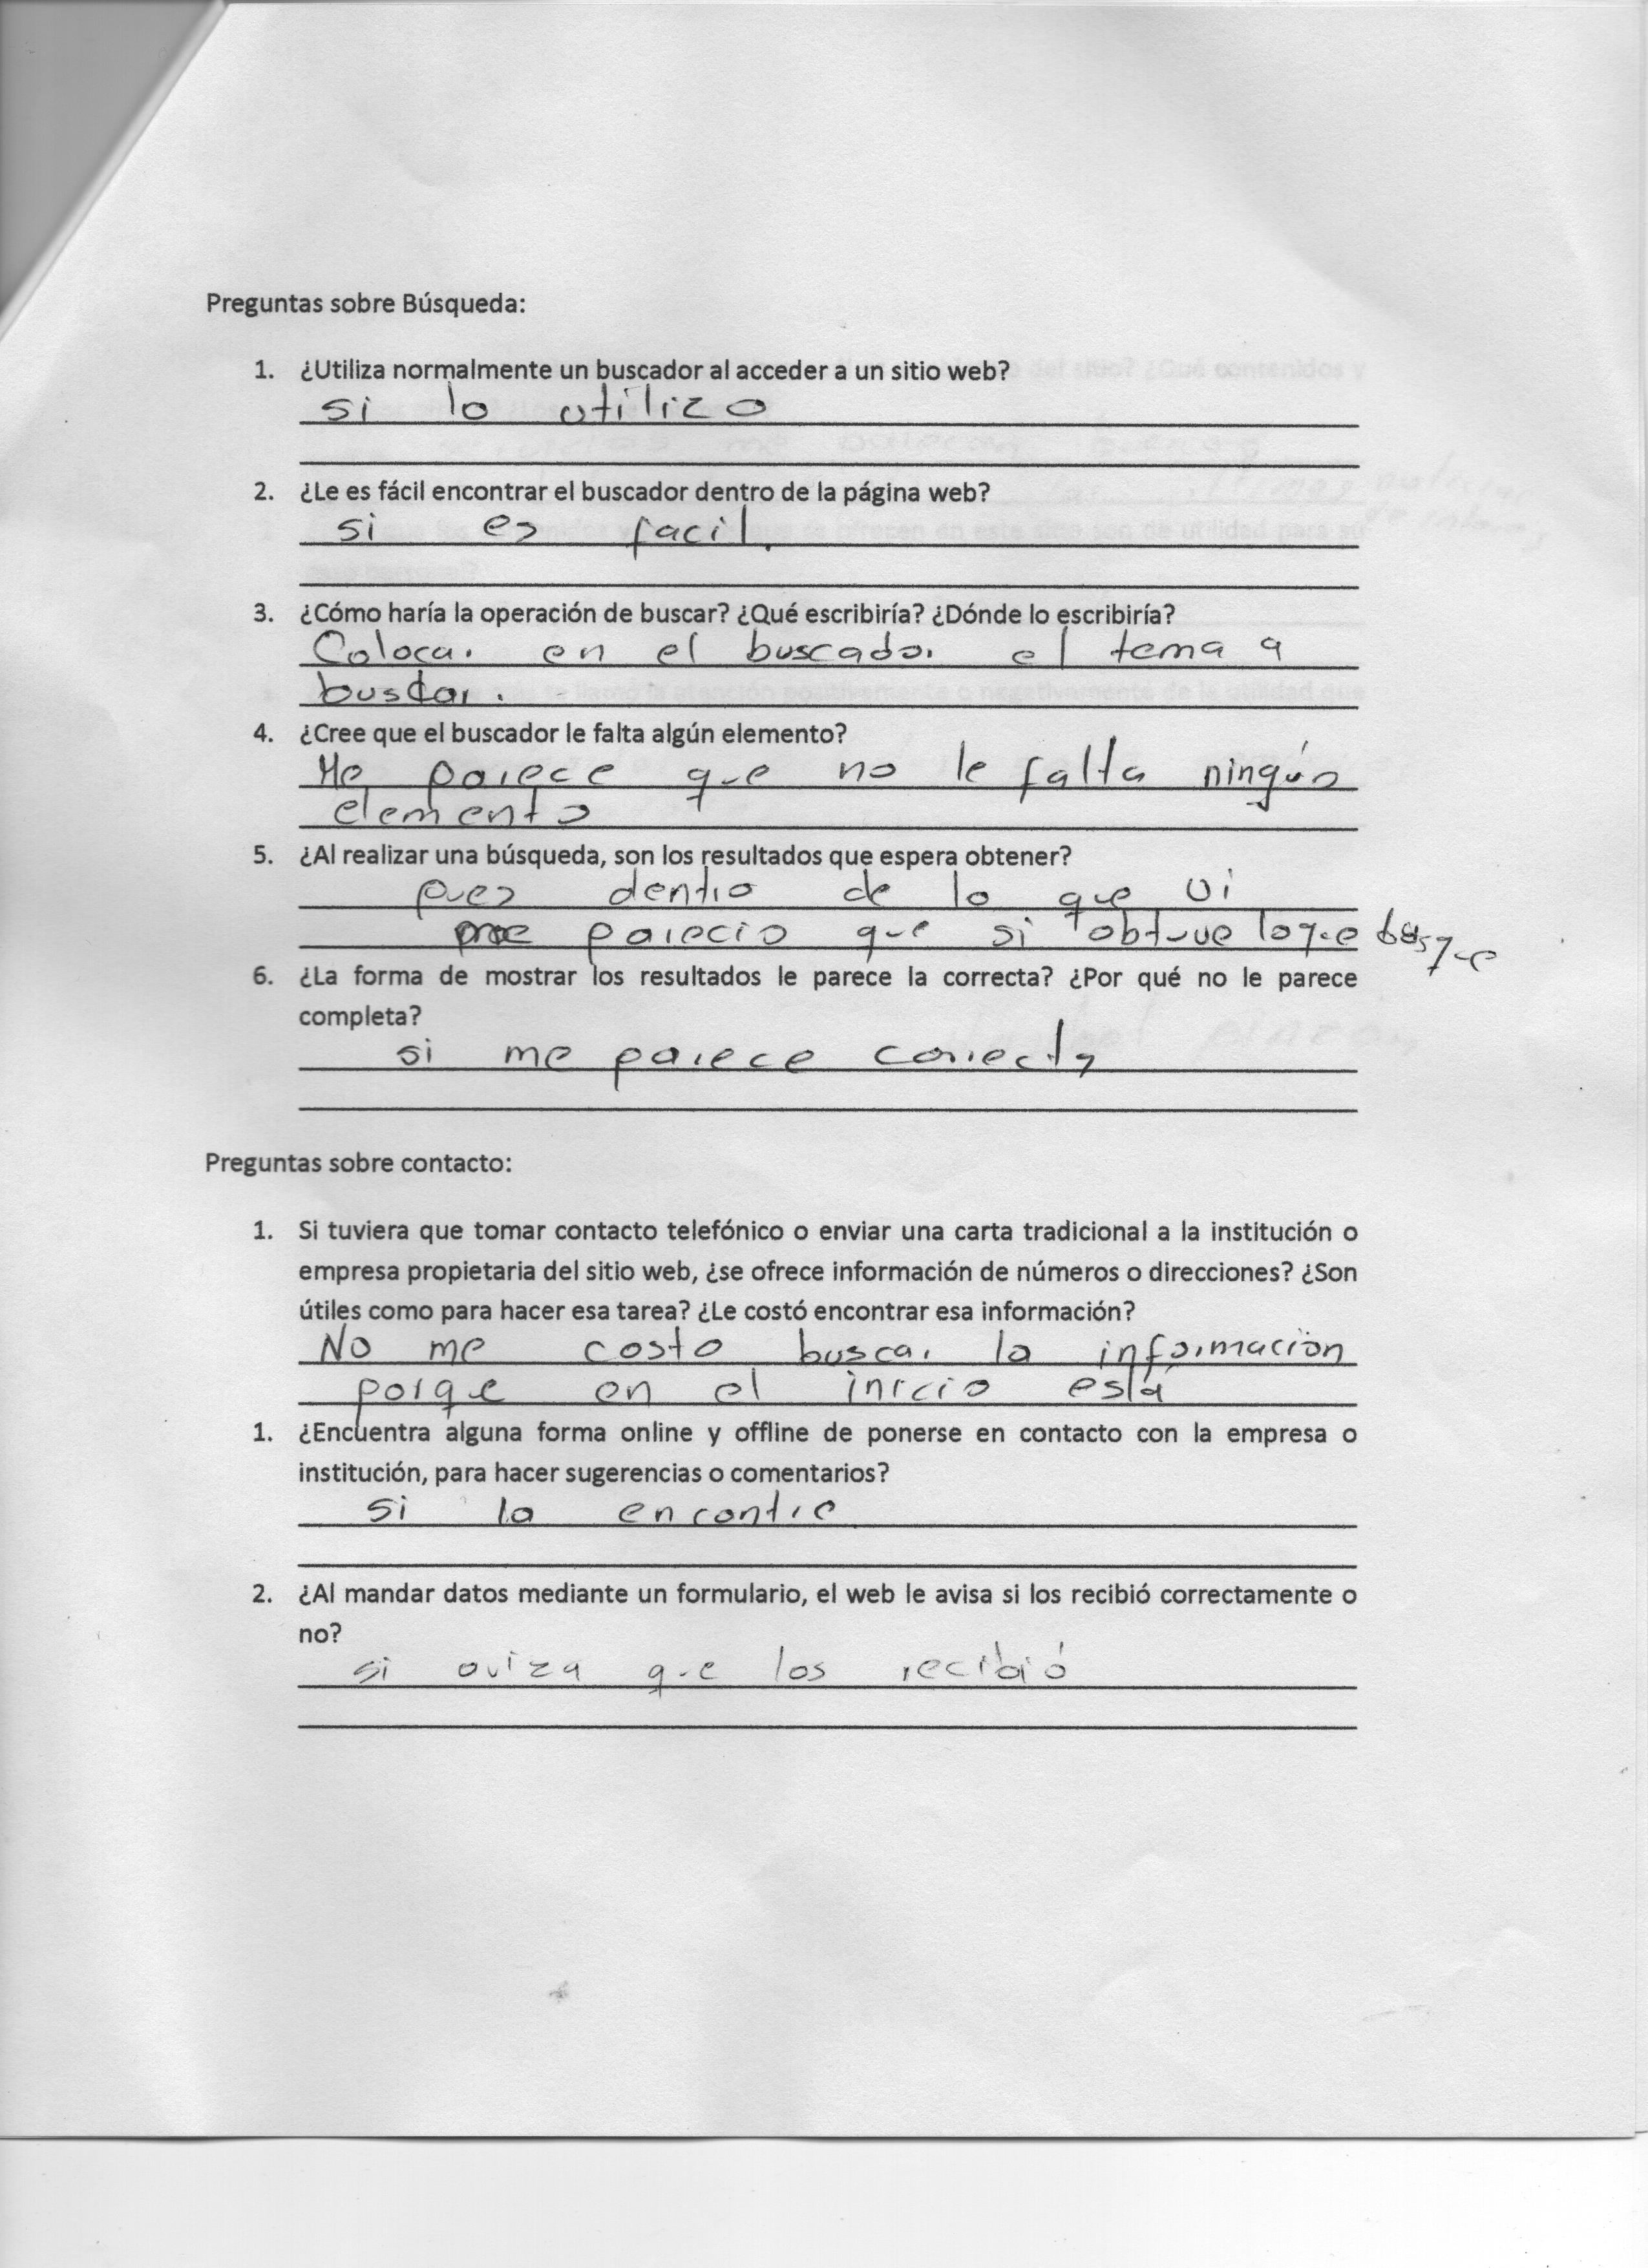 Preguntas sobre Búsqueda:
1. ¿Utiliza normalmente un buscador al acceder a un sitio web?
si lo utilizo
2. ¿Le es fácil encontrar el buscador dentro de la página web?
si es facil.
3. ¿Cómo haría la operación de buscar? ¿Qué escribiría? ¿Dónde lo escribiría?
Colocar en el buscador el tema a
buscar.
4. ¿Cree que el buscador le falta algún elemento?
Me parece que no le falta ningún
elemento
5. ¿Al realizar una búsqueda, son los resultados que espera obtener?
pues dentro de lo que vi
me parecio que si obtuve lo que busque
6. ¿La forma de mostrar los resultados le parece la correcta? ¿Por qué no le parece
completa?
si me parece correcta
Preguntas sobre contacto:
1. Si tuviera que tomar contacto telefónico o enviar una carta tradicional a la institución o
empresa propietaria del sitio web, ¿se ofrece información de números o direcciones? ¿Son
útiles como para hacer esa tarea? ¿Le costó encontrar esa información?
No me costo buscar la información
porque en el inicio está
1. ¿Encuentra alguna forma online y offline de ponerse en contacto con la empresa o
institución, para hacer sugerencias o comentarios?
si la encontre
2. ¿Al mandar datos mediante un formulario, el web le avisa si los recibió correctamente o
no?
si aviza que los recibió